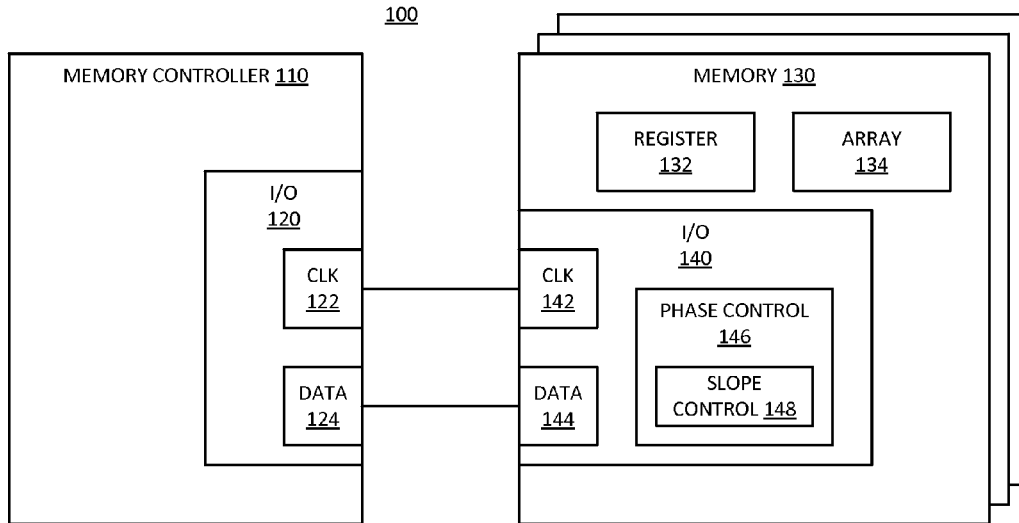 100
MEMORY CONTROLLER 110
I/O
120
CLK
122
DATA
124
MEMORY 130
REGISTER
132
ARRAY
134
I/O
140
CLK
142
DATA
144
PHASE CONTROL
146
SLOPE
CONTROL 148